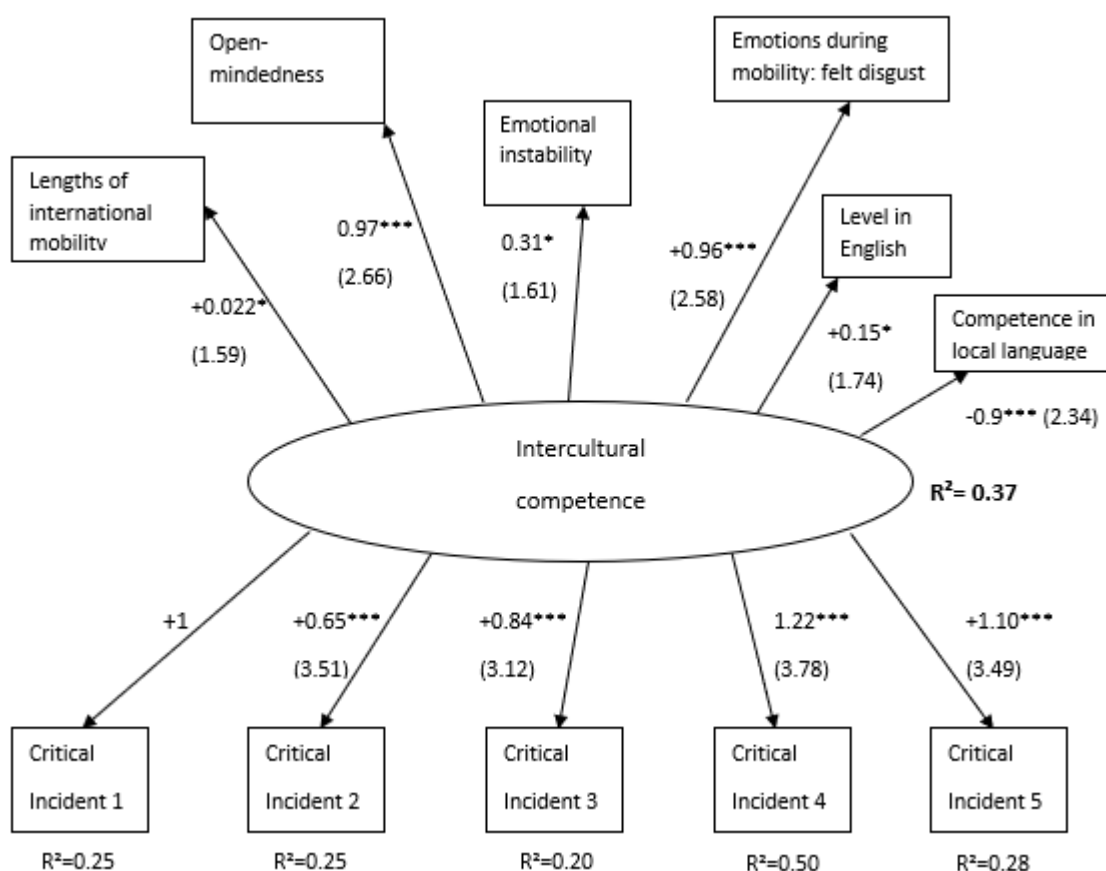 Open-
mindedness
Emotions during
mobility: felt disgust
Emotional
instability
Lengths of
international
mobility
Level in
English
Competence in
local language
0.97***
(2.66)
0.31*
(1.61)
+0.96***
(2.58)
+0.022*
(1.59)
+0.15*
(1.74)
-0.9*** (2.34)
Intercultural
competence
R²= 0.37
+1
+0.65***
(3.51)
+0.84***
(3.12)
1.22***
(3.78)
+1.10***
(3.49)
Critical
Incident 1
Critical
Incident 2
Critical
Incident 3
Critical
Incident 4
Critical
Incident 5
R²=0.25
R²=0.25
R²=0.20
R²=0.50
R²=0.28